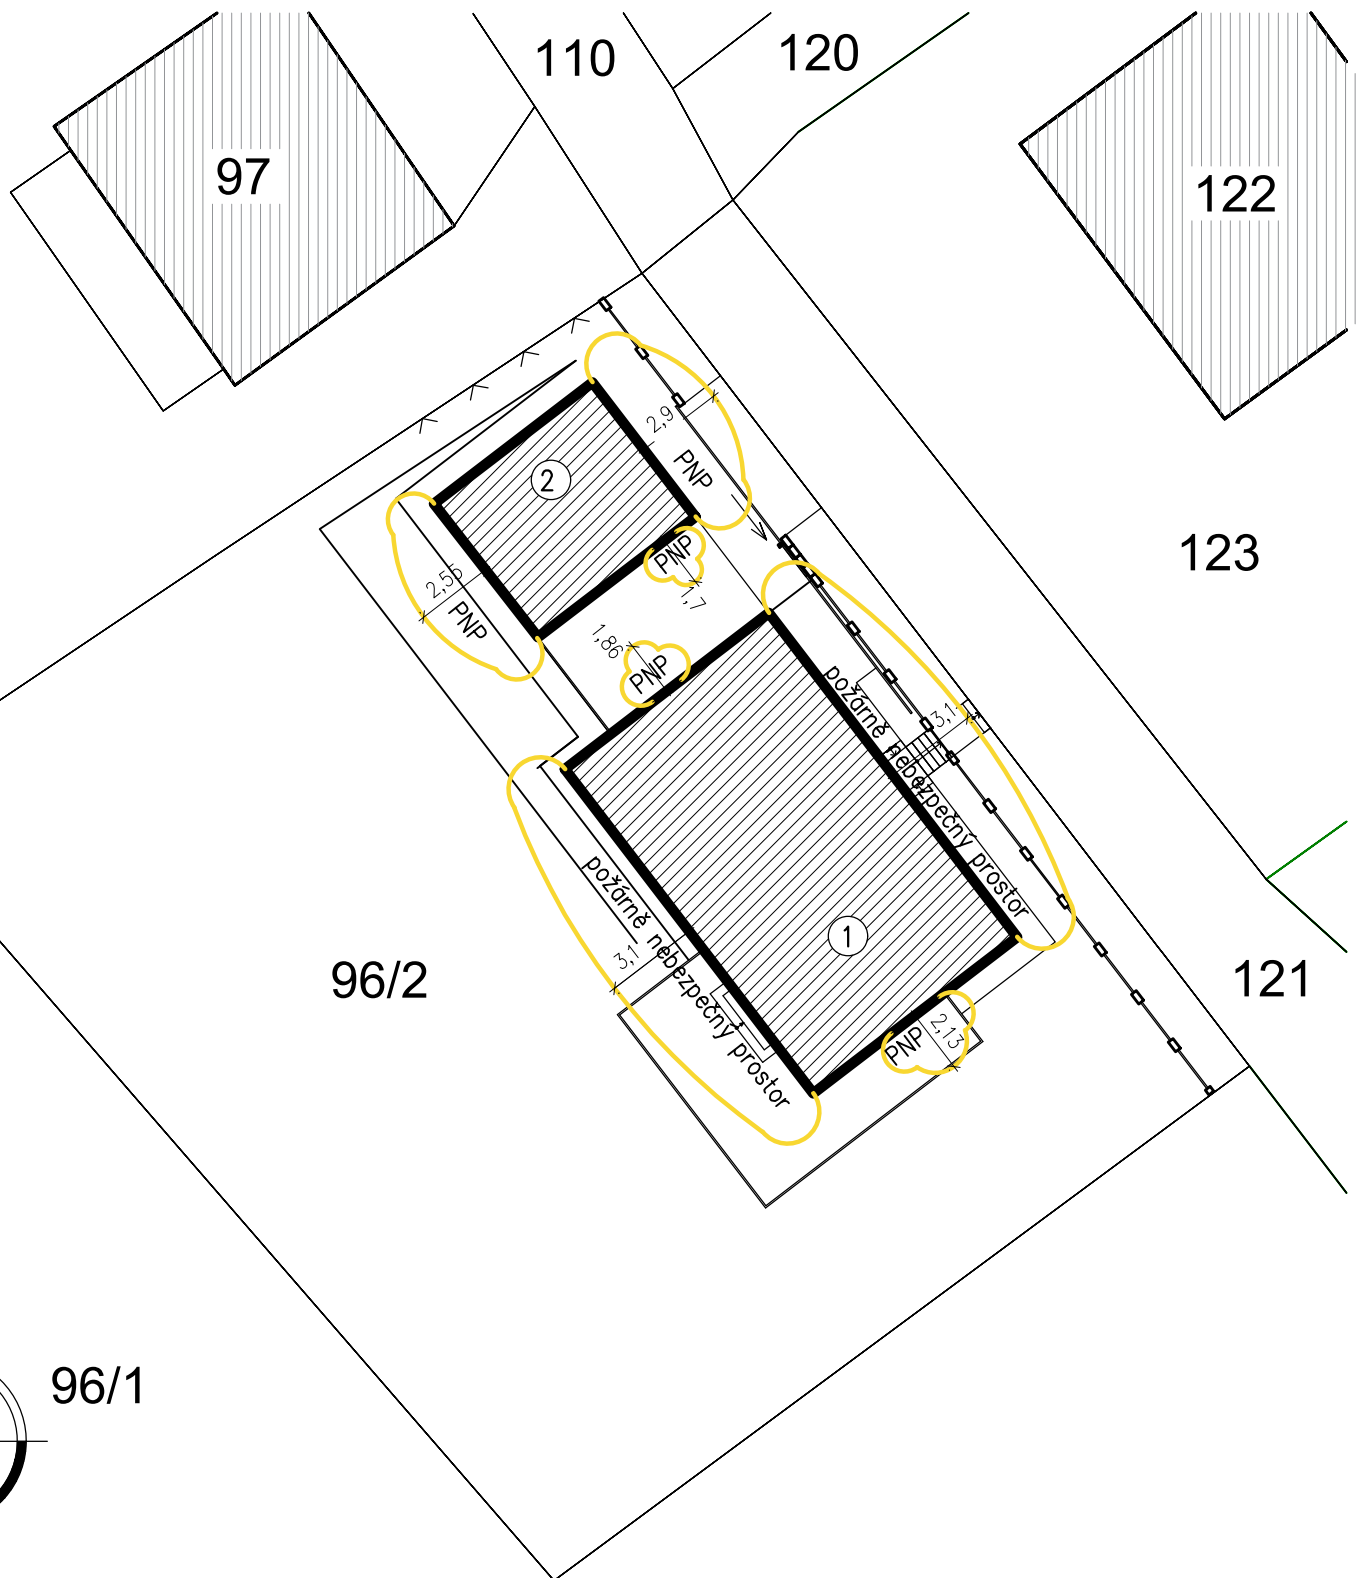 110
120
97
122
2,9
PNP
2
PNP
1,7
123
2,55
PNP
1,86
PNP
požárně nebezpečný prostor
3,1
požárně nebezpečný prostor
3,1
1
96/2
121
2,13
PNP
96/1